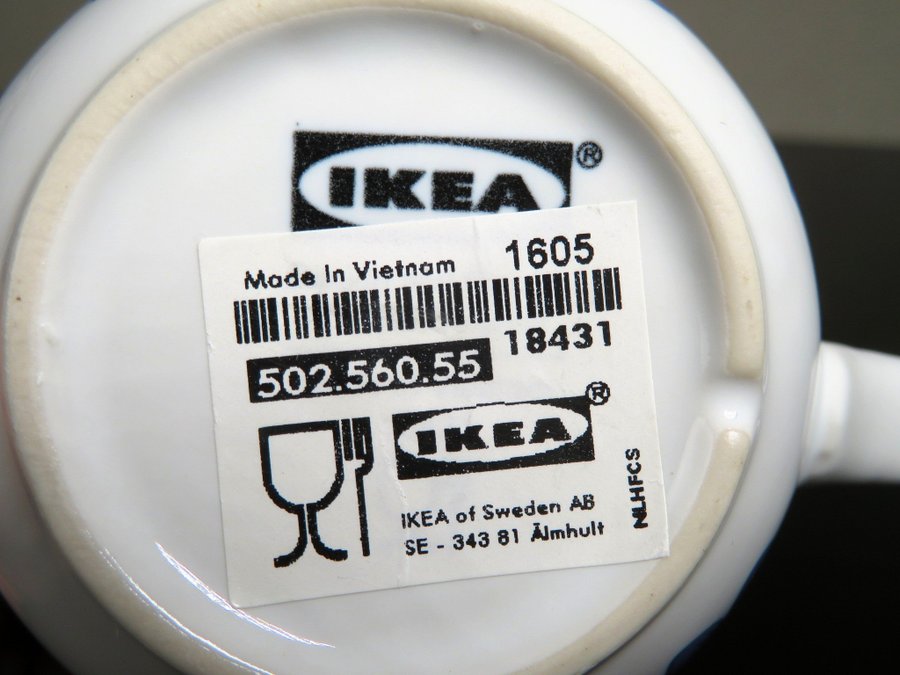 IKEA®
Made In Vietnam 1605
18431
502.560.55
IKEA®
IKEA of Sweden AB
SE - 343 81 Älmhult
NLHFCS